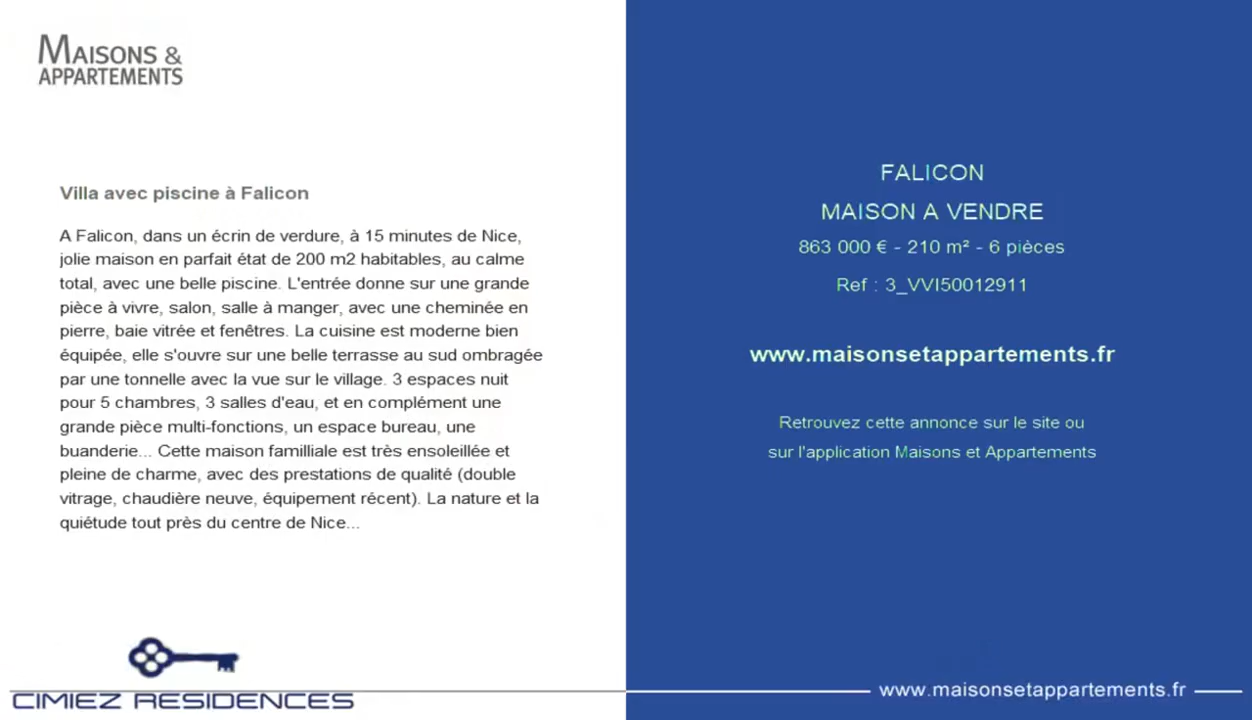 MAISONS &
APPARTEMENTS
Villa avec piscine à Falicon
A Falicon, dans un écrin de verdure, à 15 minutes de Nice,
jolie maison en parfait état de 200 m2 habitables, au calme
total, avec une belle piscine. L'entrée donne sur une grande
pièce à vivre, salon, salle à manger, avec une cheminée en
pierre, baie vitrée et fenêtres. La cuisine est moderne bien
équipée, elle s'ouvre sur une belle terrasse au sud ombragée
par une tonnelle avec la vue sur le village. 3 espaces nuit
pour 5 chambres, 3 salles d'eau, et en complément une
grande pièce multi-fonctions, un espace bureau, une
buanderie... Cette maison familliale est très ensoleillée et
pleine de charme, avec des prestations de qualité (double
vitrage, chaudière neuve, équipement récent). La nature et la
quiétude tout près du centre de Nice...
CIMIEZ RESIDENCES
FALICON
MAISON A VENDRE
863 000 € - 210 m² - 6 pièces
Ref : 3_VVI50012911
www.maisonsetappartements.fr
Retrouvez cette annonce sur le site ou
sur l'application Maisons et Appartements
www.maisonsetappartements.fr